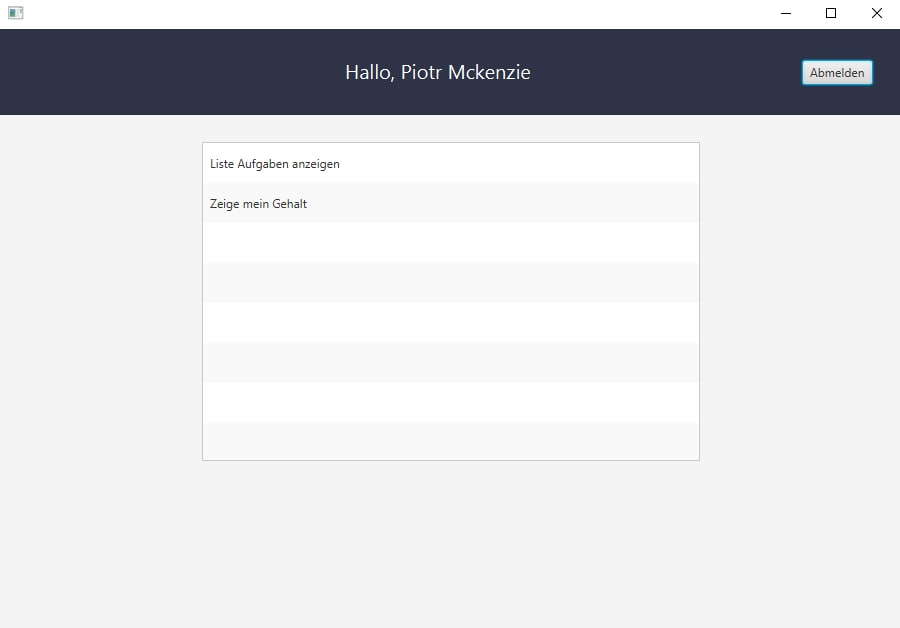 Hallo, Piotr Mckenzie
Abmelden
Liste Aufgaben anzeigen
Zeige mein Gehalt